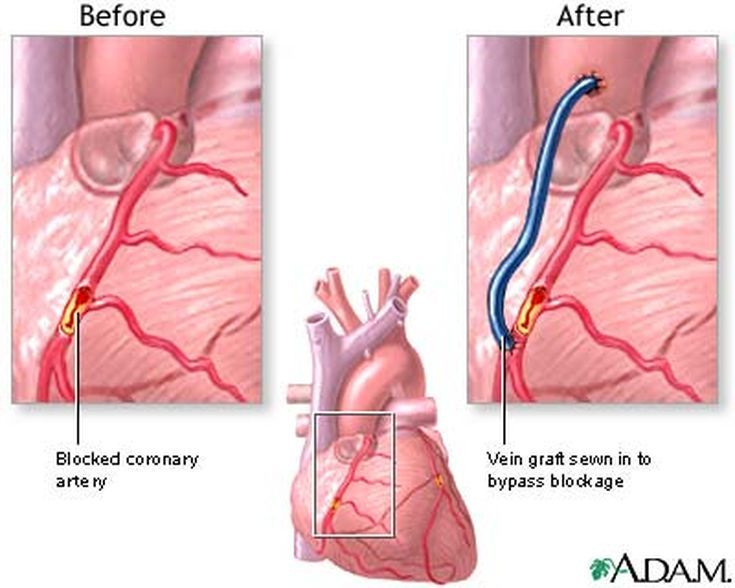 Before
After
Blocked coronary
artery
Vein graft sewn in to
bypass blockage
A.D.A.M.